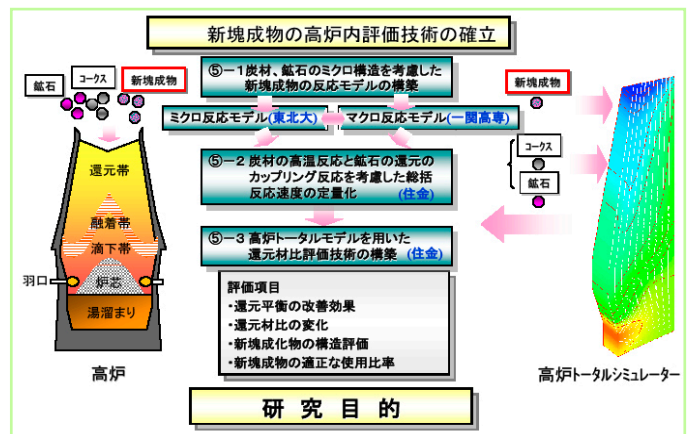 新塊成物の高炉内評価技術の確立
鉱石
コークス
新塊成物
⑤－1炭材、鉱石のミクロ構造を考慮した
新塊成物の反応モデルの構築
ミクロ反応モデル(東北大)
マクロ反応モデル(一関高専)
⑤－2 炭材の高温反応と鉱石の還元の
カップリング反応を考慮した総括
反応速度の定量化 (住金)
⑤－3 高炉トータルモデルを用いた
還元材比評価技術の構築 (住金)
評価項目
・還元平衡の改善効果
・還元材比の変化
・新塊成化物の構造評価
・新塊成物の適正な使用比率
研究目的
還元帯
融着帯
滴下帯
羽口
炉芯
湯溜まり
高炉
新塊成物
コークス
鉱石
高炉トータルシミュレーター